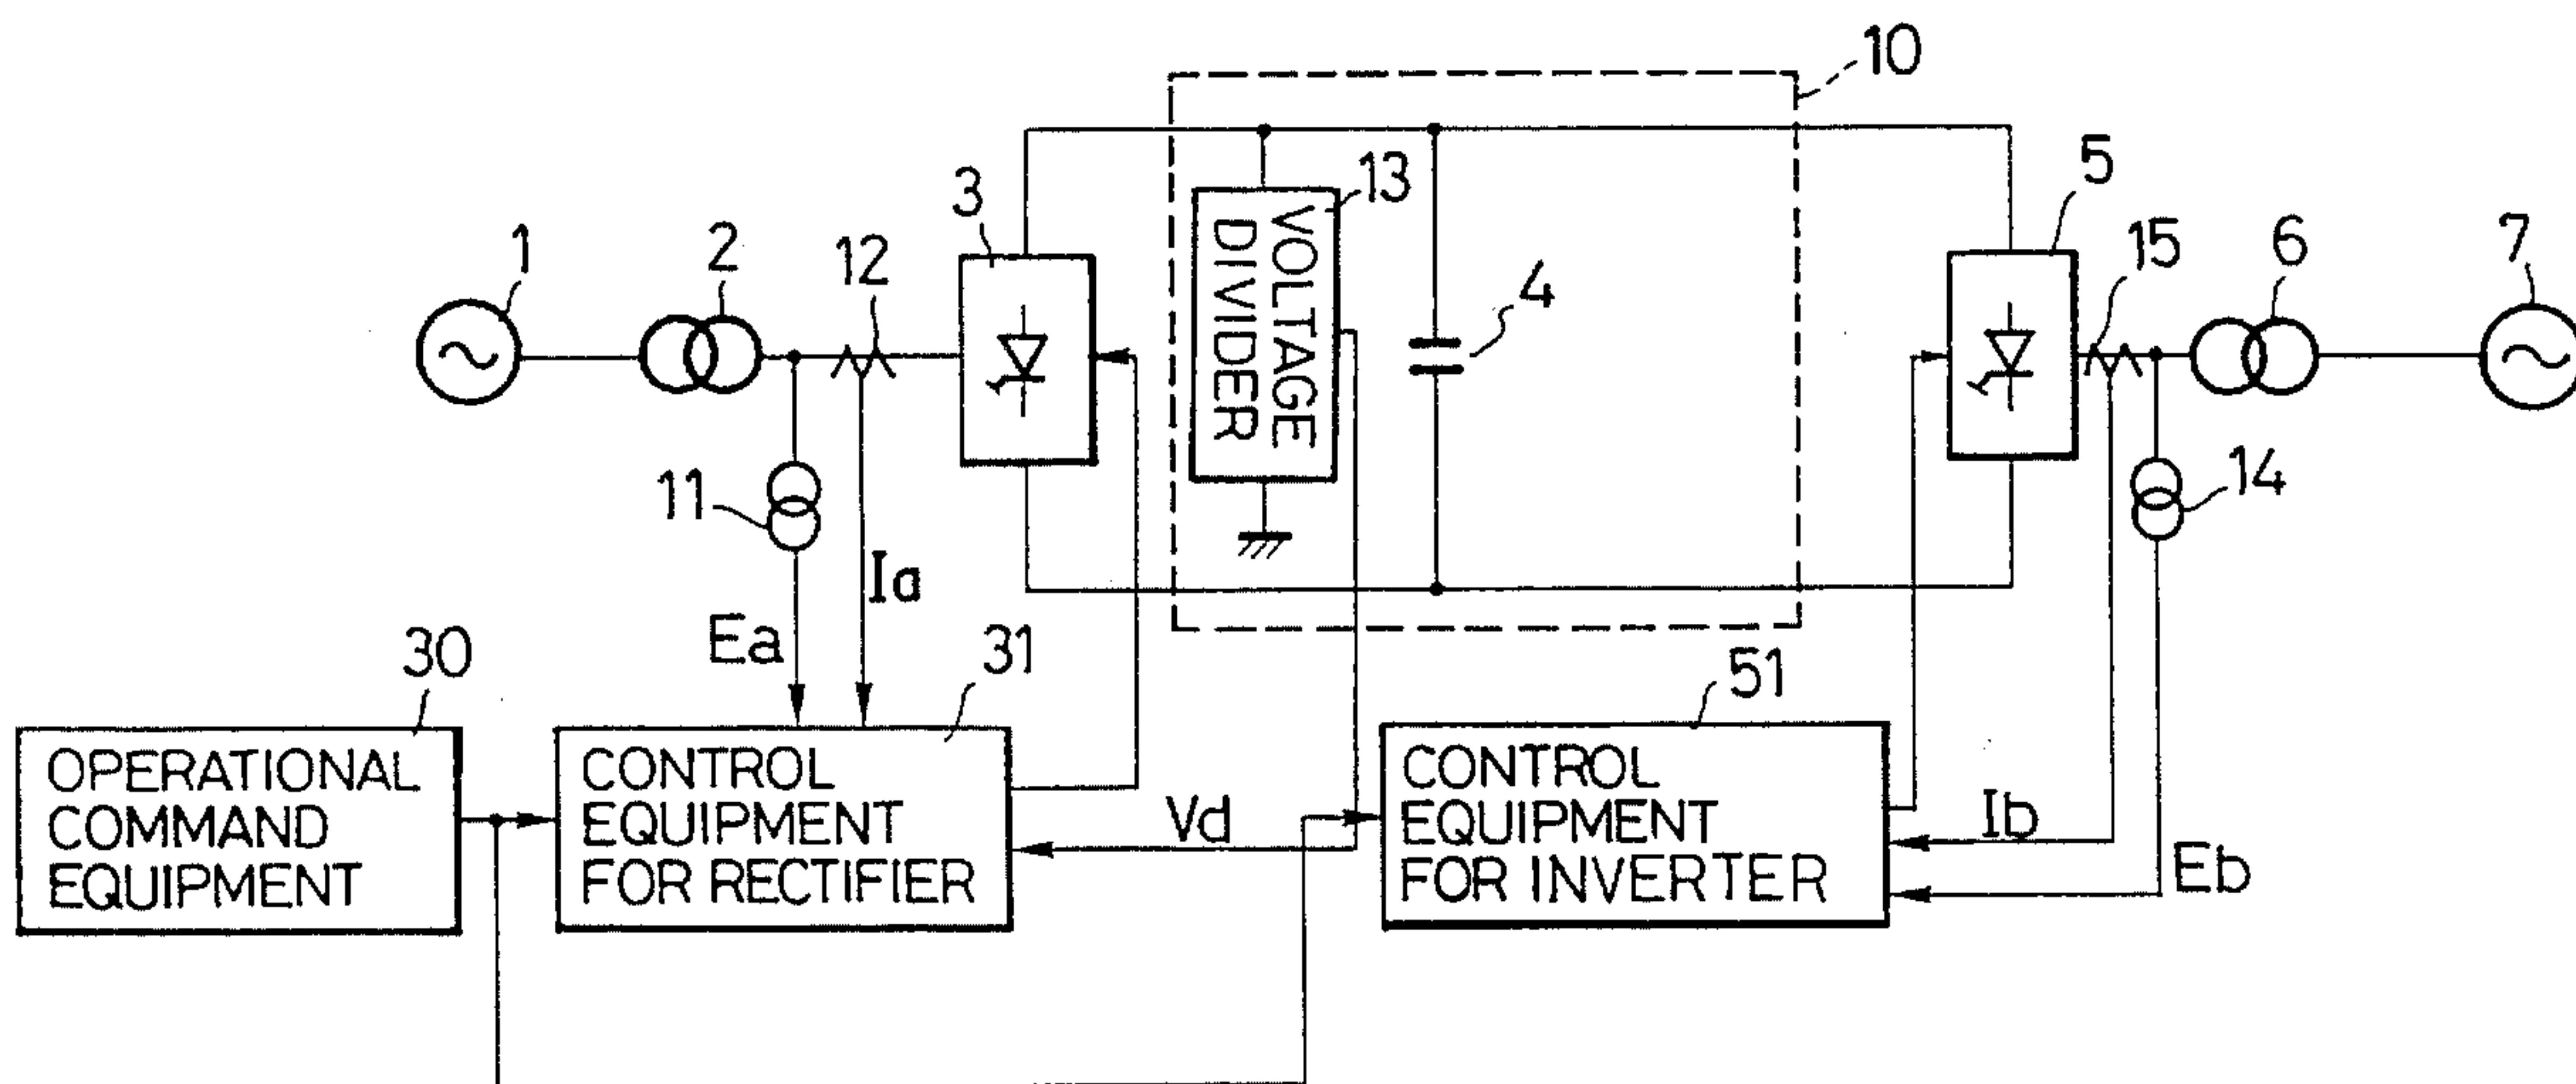 10
1
2
12
3
13
VOLTAGE
DIVIDER
4
5
15
6
7
11
14
Ia
Ea
30
31
51
OPERATIONAL
COMMAND
EQUIPMENT
CONTROL
EQUIPMENT
FOR RECTIFIER
Vd
CONTROL
EQUIPMENT
FOR INVERTER
Ib
Eb